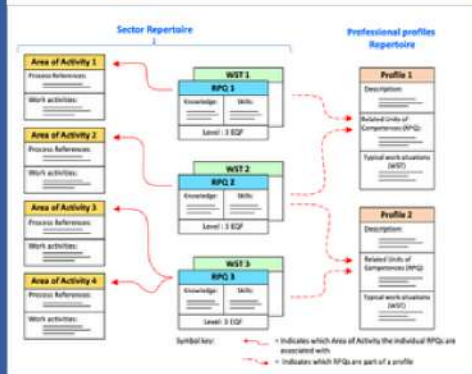 Sector Repertoire
Professional profiles
Repertoire
Area of Activity 1
Process References:
Work activities:
Area of Activity 2
Process References:
Work activities:
Area of Activity 3
Process References:
Work activities:
Area of Activity 4
Process References:
Work activities:
WST 1
RPQ 1
Knowledge:
Skills:
Level : 3 EQF
WST 2
RPQ 2
Knowledge:
Skills:
Level : 3 EQF
WST 3
RPQ 3
Knowledge:
Skills:
Level: 3 EQF
Profile 1
Description:
Related Units of
Competences (RPQ):
Typical work situations
(WST)
Profile 2
Description:
Related Units of
Competences (RPQ)
Typical work situations
(WST)
Symbol key:
= Indicates which Area of Activity the individual RPQs are
associated with
= Indicates which RPQs are part of a profile